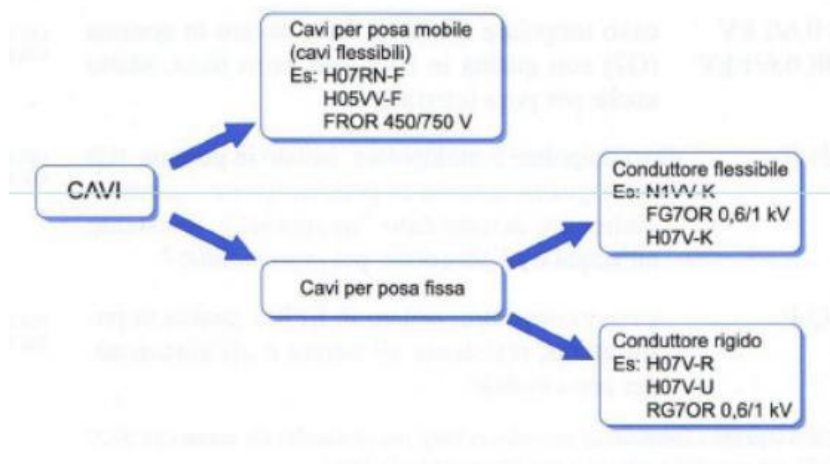 Cavi per posa mobile
(cavi flessibili)
Es: H07RN-F
H05VV-F
FROR 450/750 V
CAVI
Conduttore flessibile
Es: N1VV-K
FG7OR 0,6/1 kV
H07V-K
Cavi per posa fissa
Conduttore rigido
Es: H07V-R
H07V-U
RG7OR 0,6/1 kV